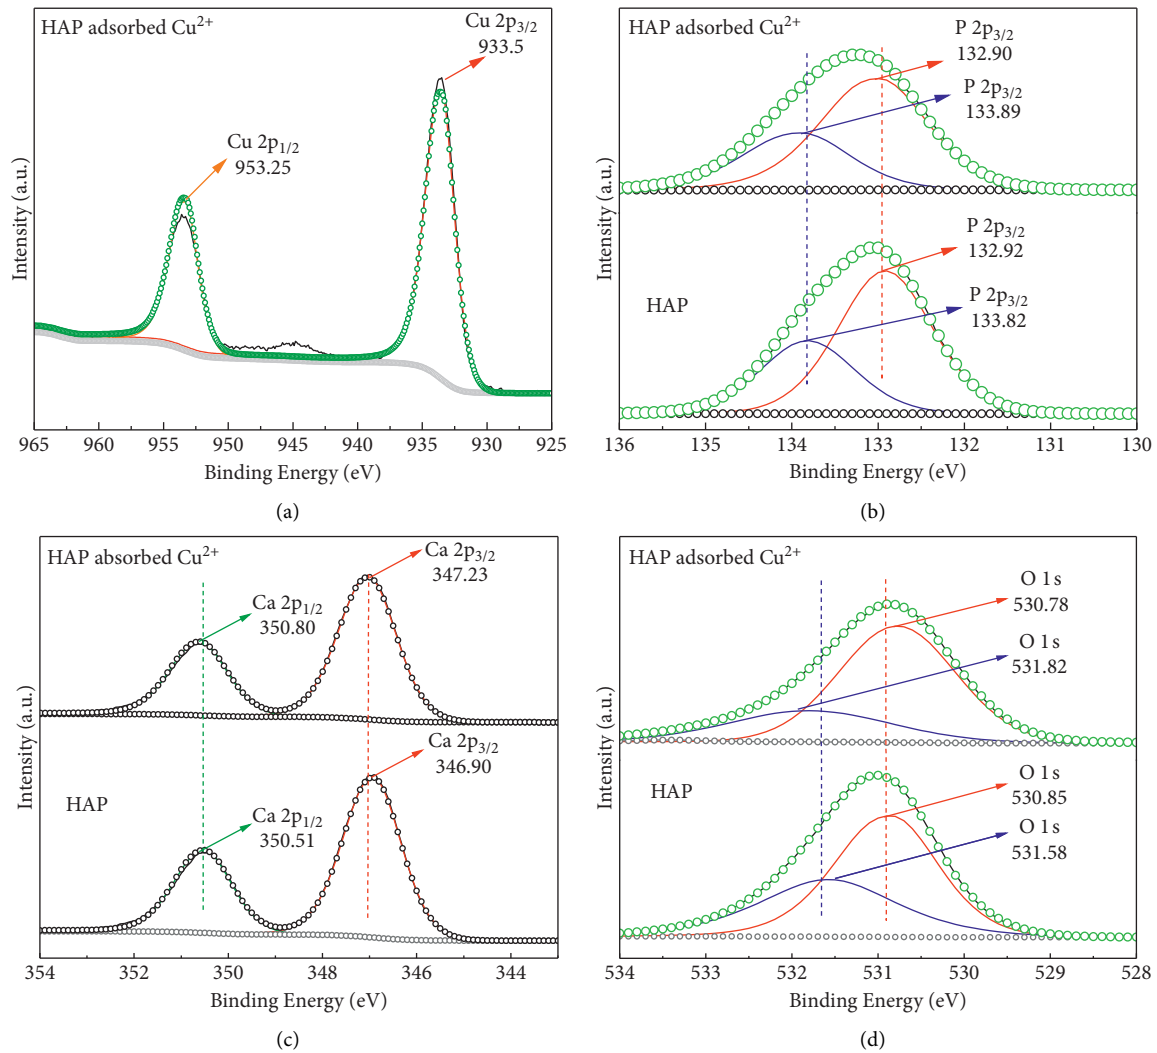 HAP adsorbed Cu²⁺
Cu 2p₃/₂
933.5
Cu 2p₁/₂
953.25
Intensity (a.u.)
965 960 955 950 945 940 935 930 925
Binding Energy (eV)
(a)
HAP adsorbed Cu²⁺
P 2p₃/₂
132.90
P 2p₃/₂
133.89
P 2p₃/₂
132.92
HAP
P 2p₃/₂
133.82
Intensity (a.u.)
136 135 134 133 132 131 130
Binding Energy (eV)
(b)
HAP absorbed Cu²⁺
Ca 2p₃/₂
347.23
Ca 2p₁/₂
350.80
Ca 2p₃/₂
346.90
HAP
Ca 2p₁/₂
350.51
Intensity (a.u.)
354 350 348 346 344
Binding Energy (eV)
(c)
HAP adsorbed Cu²⁺
O 1s
530.78
O 1s
531.82
O 1s
530.85
HAP
O 1s
531.58
Intensity (a.u.)
534 533 532 531 530 529 528
Binding Energy (eV)
(d)